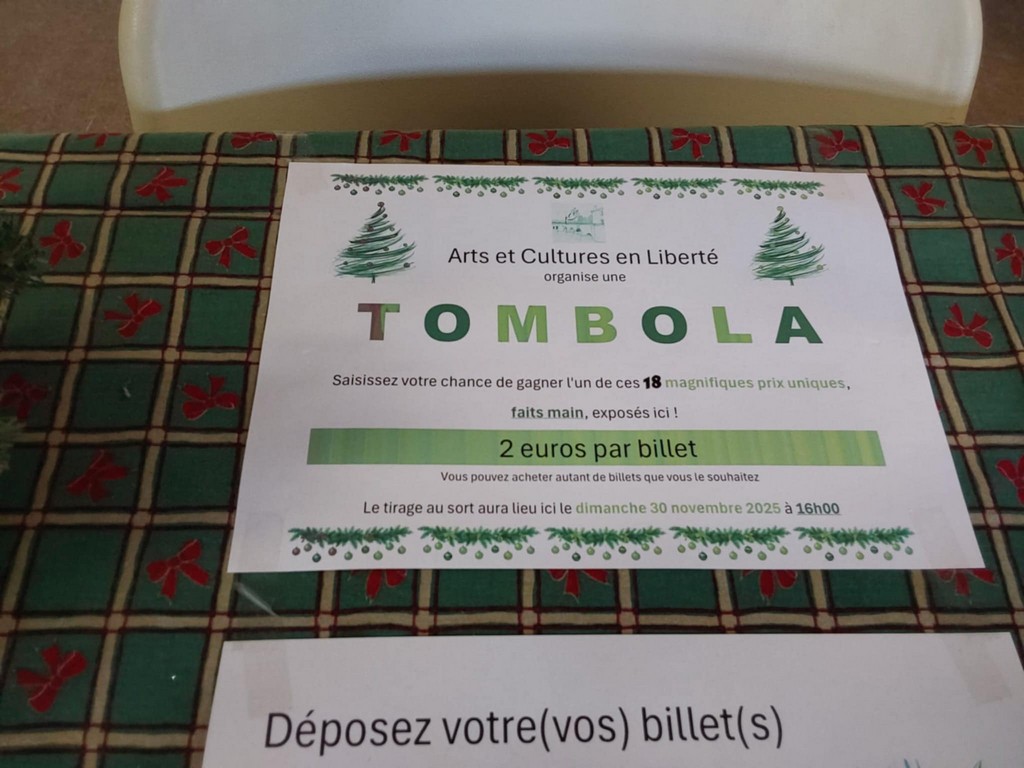 Arts et Cultures en Liberté
organise une
TOMBOLA
Saisissez votre chance de gagner l'un de ces 18 magnifiques prix uniques,
faits main, exposés ici !
2 euros par billet
Vous pouvez acheter autant de billets que vous le souhaitez
Le tirage au sort aura lieu ici le dimanche 30 novembre 2025 à 16h00
Déposez votre(vos) billet(s)